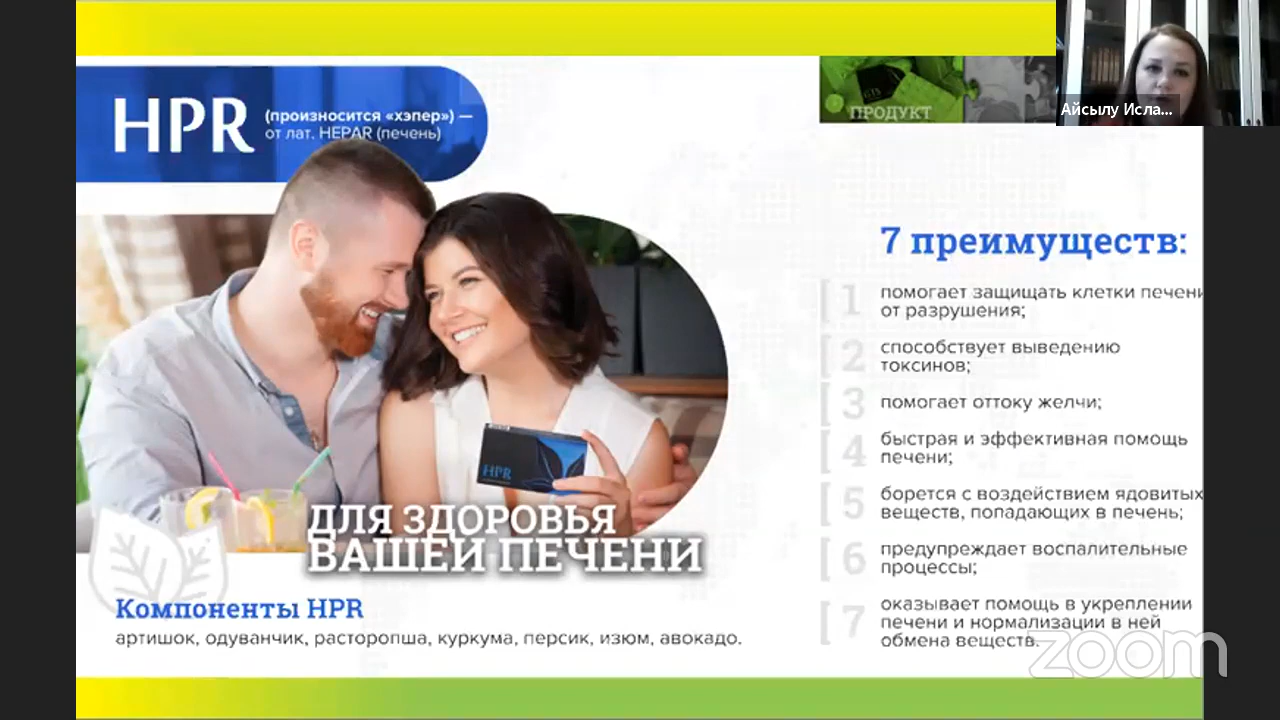 HPR
(произносится «хэпер») —
от лат. HEPAR (печень)
ПРОДУКТ
Айсылу Исла...
7 преимуществ:
1 помогает защищать клетки печени
от разрушения;
2 способствует выведению
токсинов;
3 помогает оттоку желчи;
4 быстрая и эффективная помощь
печени;
5 борется с воздействием ядовитых
веществ, попадающих в печень;
6 предупреждает воспалительные
процессы;
7 оказывает помощь в укреплении
печени и нормализации в ней
обмена веществ.
HPR
ДЛЯ ЗДОРОВЬЯ
ВАШЕЙ ПЕЧЕНИ
Компоненты HPR
артишок, одуванчик, расторопша, куркума, персик, изюм, авокадо.
zoom